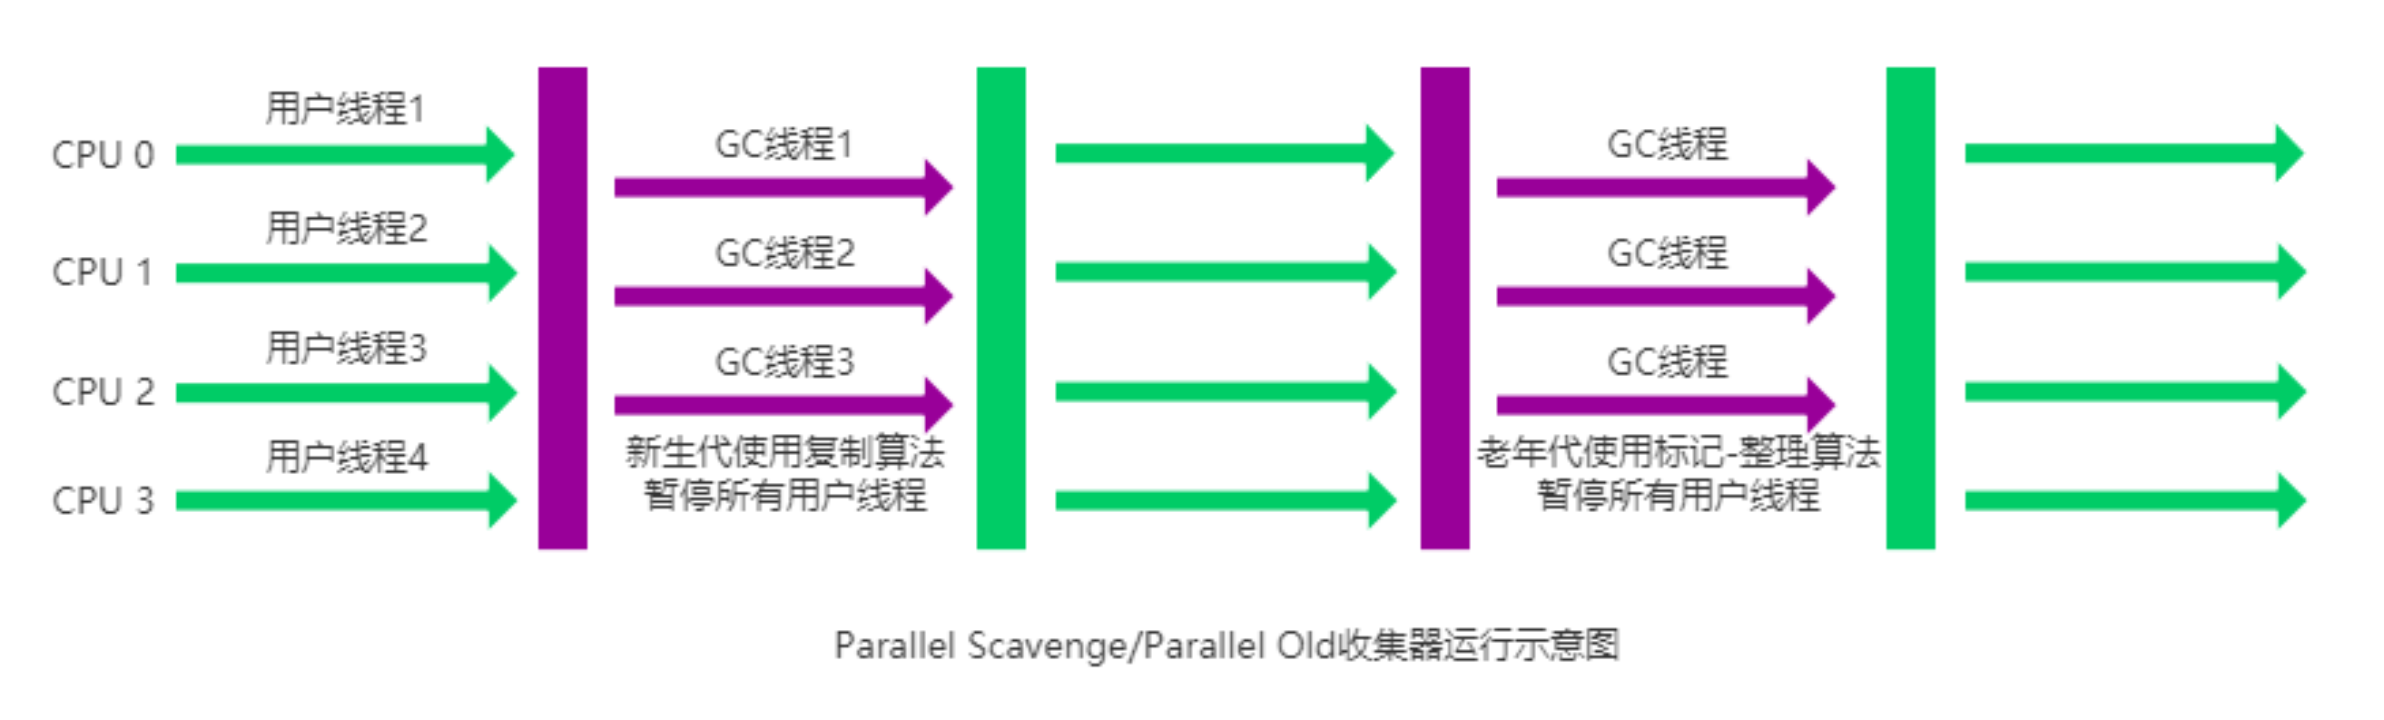 用户线程1
CPU 0
用户线程2
CPU 1
用户线程3
CPU 2
用户线程4
CPU 3
GC线程1
GC线程2
GC线程3
新生代使用复制算法
暂停所有用户线程
GC线程
GC线程
GC线程
老年代使用标记-整理算法
暂停所有用户线程
Parallel Scavenge/Parallel Old收集器运行示意图